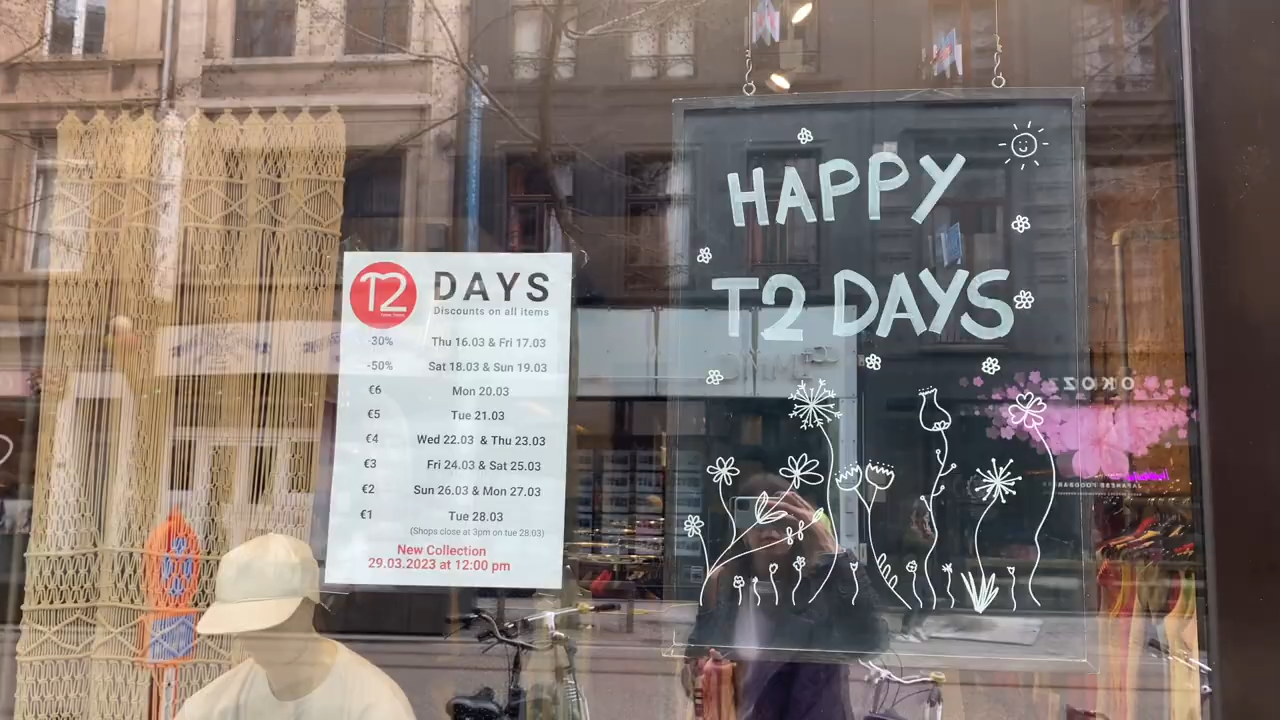 T2 DAYS
Discounts on all items
-30% Thu 16.03 & Fri 17.03
-50% Sat 18.03 & Sun 19.03
€6 Mon 20.03
€5 Tue 21.03
€4 Wed 22.03 & Thu 23.03
€3 Fri 24.03 & Sat 25.03
€2 Sun 26.03 & Mon 27.03
€1 Tue 28.03
(Shops close at 3pm on tue 28.03)
New Collection
29.03.2023 at 12:00 pm
HAPPY
T2 DAYS
OKOZZ
JAPANESE FOODBAR